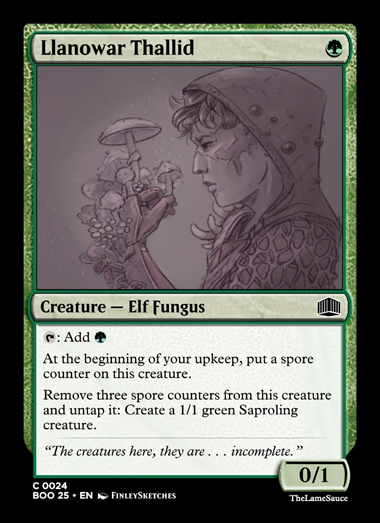 Llanowar Thallid
Creature — Elf Fungus
: Add
At the beginning of your upkeep, put a spore
counter on this creature.
Remove three spore counters from this creature
and untap it: Create a 1/1 green Saproling
creature.
"The creatures here, they are . . . incomplete."
0/1
C 0024
BOO 25 • EN FINLEYSKETCHES
TheLameSauce